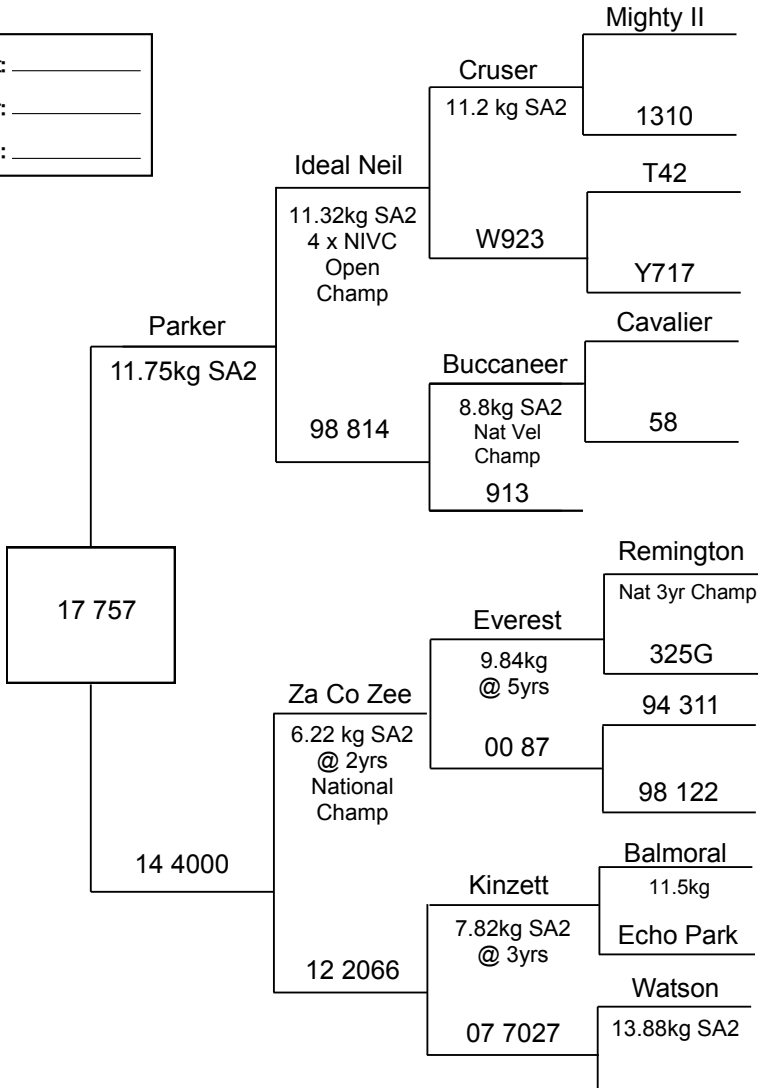 Mighty II
Cruser
11.2 kg SA2
1310
Ideal Neil
T42
11.32kg SA2
4 x NIVC
Open
Champ
W923
Y717
Parker
Cavalier
11.75kg SA2
Buccaneer
8.8kg SA2
Nat Vel
Champ
98 814
58
913
Remington
17 757
Nat 3yr Champ
Everest
9.84kg
@ 5yrs
325G
Za Co Zee
94 311
6.22 kg SA2
@ 2yrs
National
Champ
00 87
98 122
14 4000
Balmoral
Kinzett
11.5kg
7.82kg SA2
@ 3yrs
Echo Park
12 2066
Watson
07 7027
13.88kg SA2